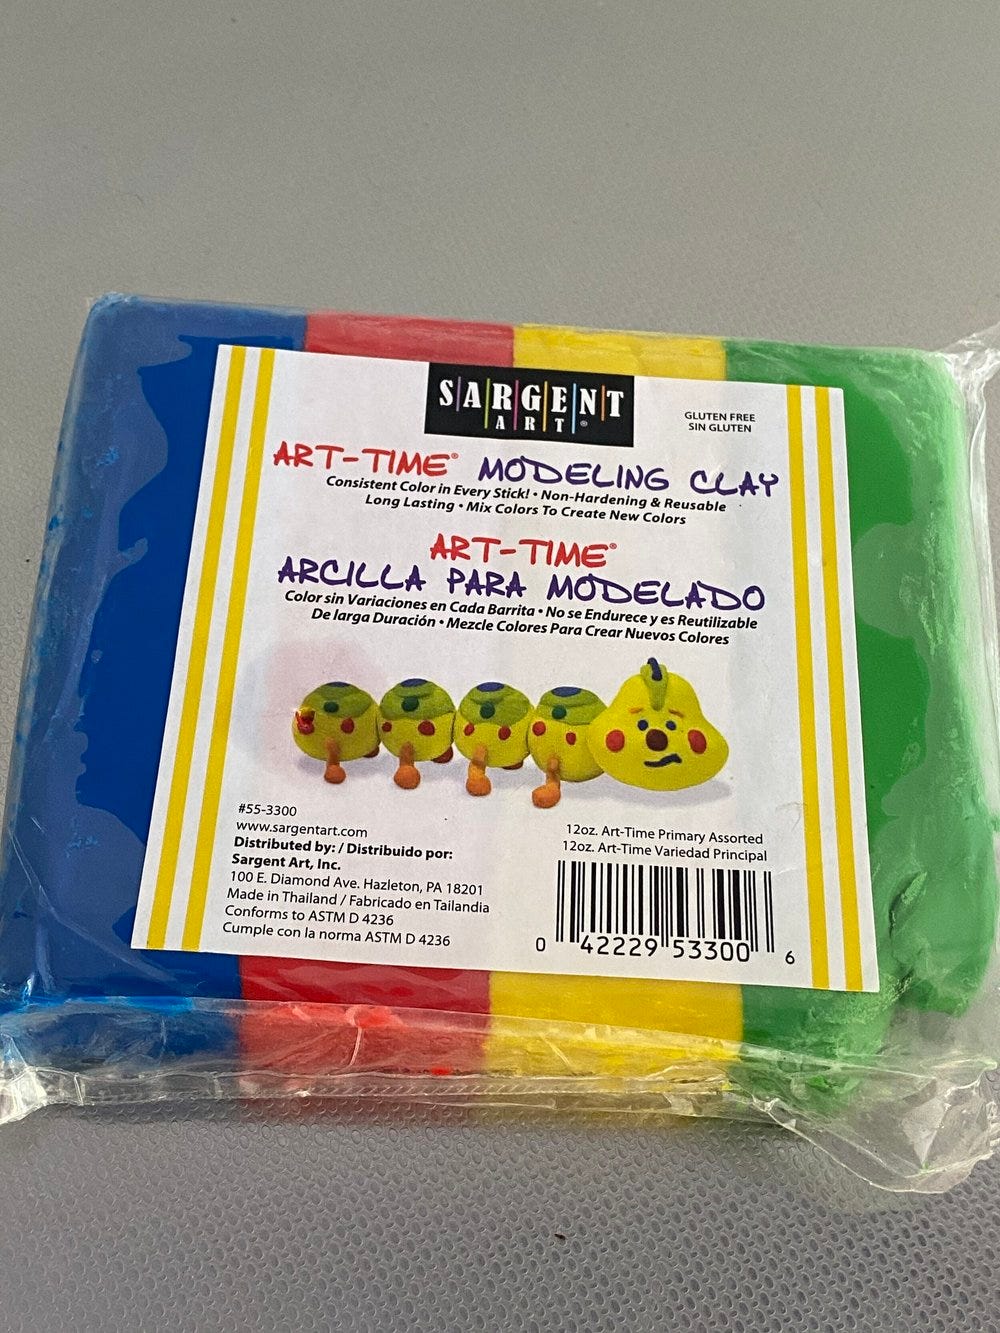 SARGENT
ART®
GLUTEN FREE
SIN GLUTEN
ART-TIME® MODELING CLAY
Consistent Color in Every Stick! • Non-Hardening & Reusable
Long Lasting • Mix Colors To Create New Colors
ART-TIME®
ARCILLA PARA MODELADO
Color sin Variaciones en Cada Barrita • No se Endurece y es Reutilizable
De larga Duración • Mezcle Colores Para Crear Nuevos Colores
#55-3300
www.sargentart.com
Distributed by: / Distribuido por:
Sargent Art, Inc.
100 E. Diamond Ave. Hazleton, PA 18201
Made in Thailand / Fabricado en Tailandia
Conforms to ASTM D 4236
Cumple con la norma ASTM D 4236
12oz. Art-Time Primary Assorted
12oz. Art-Time Variedad Principal
0 42229 53300 6